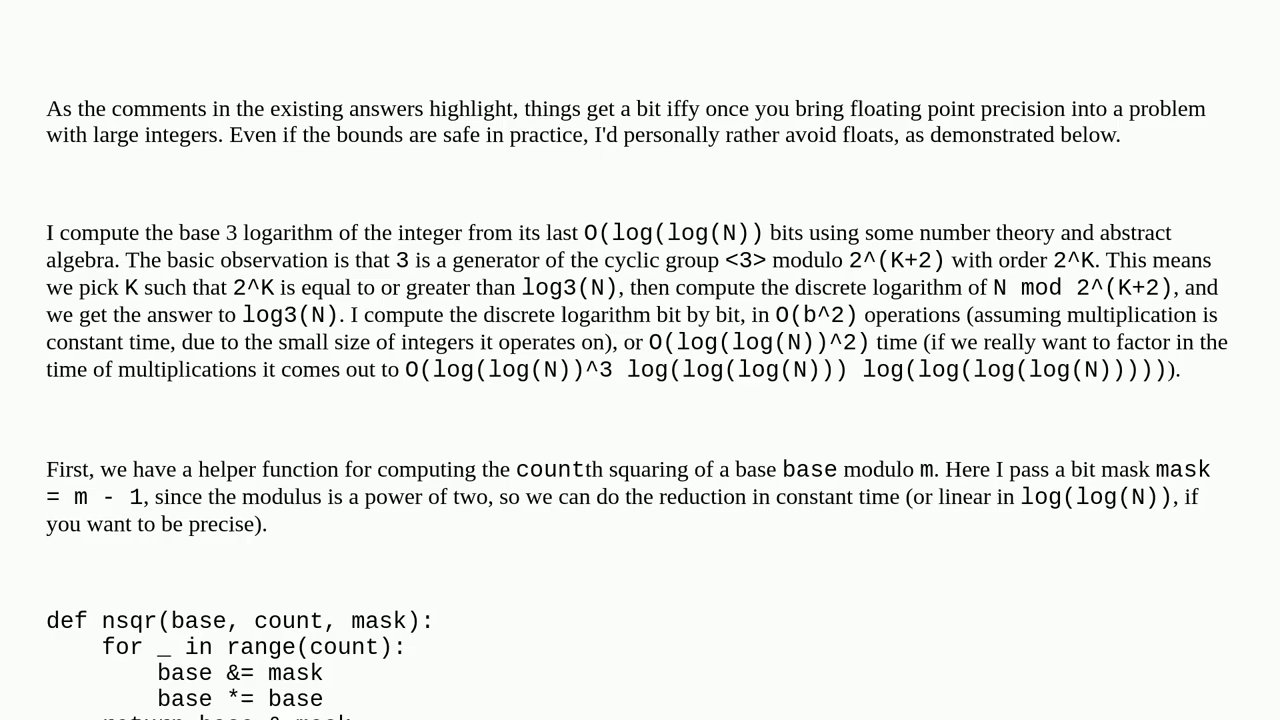 As the comments in the existing answers highlight, things get a bit iffy once you bring floating point precision into a problem
with large integers. Even if the bounds are safe in practice, I'd personally rather avoid floats, as demonstrated below.
I compute the base 3 logarithm of the integer from its last O(log(log(N)) bits using some number theory and abstract
algebra. The basic observation is that 3 is a generator of the cyclic group <3> modulo 2^(K+2) with order 2^K. This means
we pick K such that 2^K is equal to or greater than log3(N), then compute the discrete logarithm of N mod 2^(K+2), and
we get the answer to log3(N). I compute the discrete logarithm bit by bit, in O(b^2) operations (assuming multiplication is
constant time, due to the small size of integers it operates on), or O(log(log(N))^2) time (if we really want to factor in the
time of multiplications it comes out to O(log(log(N))^3 log(log(log(N))) log(log(log(log(N))))).
First, we have a helper function for computing the countth squaring of a base base modulo m. Here I pass a bit mask mask
= m - 1, since the modulus is a power of two, so we can do the reduction in constant time (or linear in log(log(N)), if
you want to be precise).
def nsqr(base, count, mask):
    for _ in range(count):
        base &= mask
        base *= base
    return base & mask